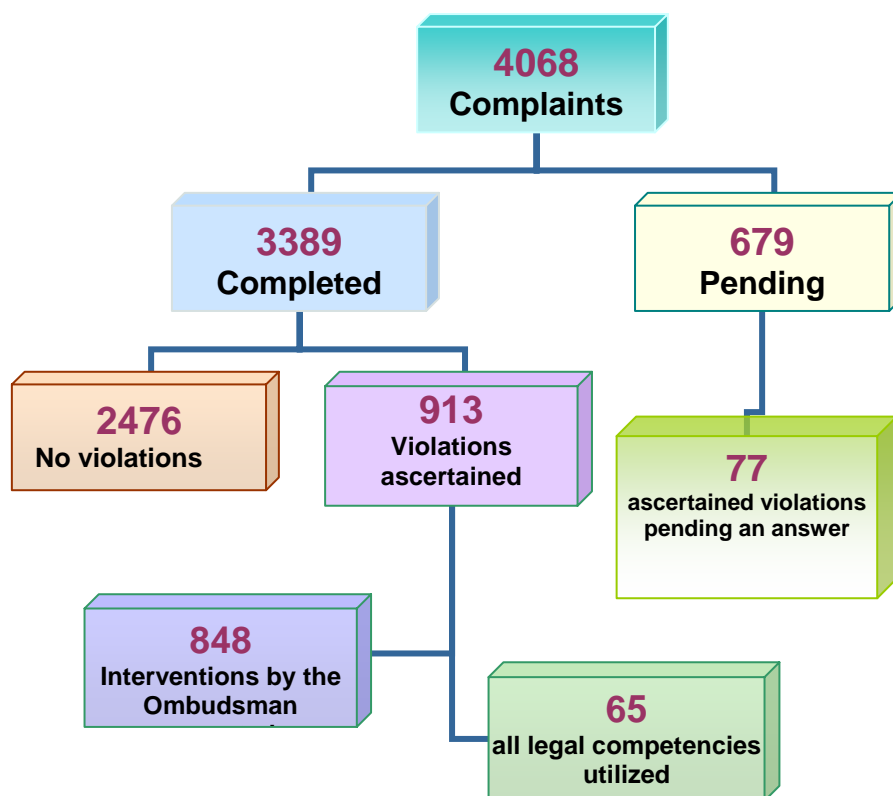 4068
Complaints
3389
Completed
679
Pending
2476
No violations
913
Violations
ascertained
77
ascertained violations
pending an answer
848
Interventions by the
Ombudsman
65
all legal competencies
utilized